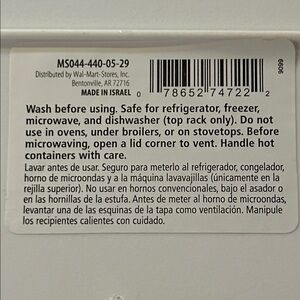 MS044-440-05-29
Distributed by Wal-Mart-Stores, Inc.
Bentonville, AR 72716
MADE IN ISRAEL
0 78652 74722 2
9606
Wash before using. Safe for refrigerator, freezer,
microwave, and dishwasher (top rack only). Do not
use in ovens, under broilers, or on stovetops. Before
microwaving, open a lid corner to vent. Handle hot
containers with care.
Lavar antes de usar. Seguro para meterlo al refrigerador, congelador,
horno de microondas y a la máquina lavavajillas (únicamente en la
rejilla superior). No usar en hornos convencionales, bajo el asador o
en las hornillas de la estufa. Antes de meter al horno de microondas,
levantar una de las esquinas de la tapa como ventilación. Manipule
los recipientes calientes con cuidado.